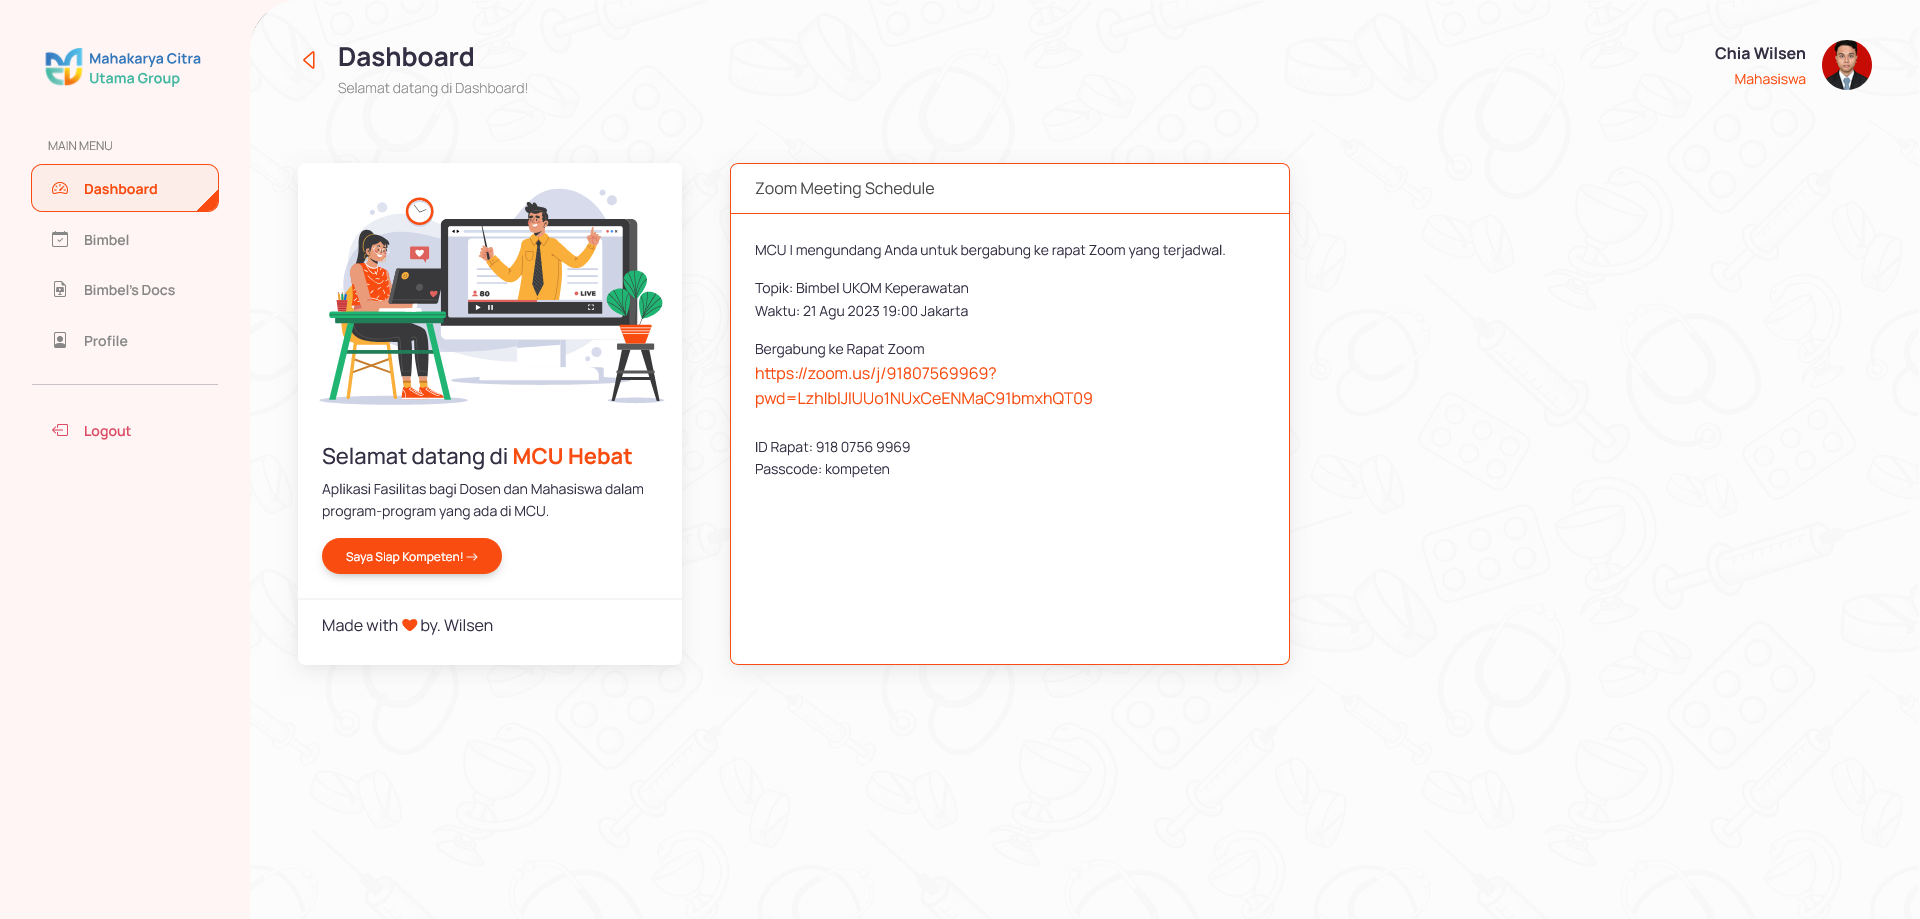 Mahakarya Citra
Utama Group
MAIN MENU
Dashboard
Bimbel
Bimbel's Docs
Profile
Logout
Dashboard
Selamat datang di Dashboard!
Chia Wilsen
Mahasiswa
80
LIVE
Selamat datang di MCU Hebat
Aplikasi Fasilitas bagi Dosen dan Mahasiswa dalam
program-program yang ada di MCU.
Saya Siap Kompeten! →
Made with ❤ by. Wilsen
Zoom Meeting Schedule
MCU I mengundang Anda untuk bergabung ke rapat Zoom yang terjadwal.
Topik: Bimbel UKOM Keperawatan
Waktu: 21 Agu 2023 19:00 Jakarta
Bergabung ke Rapat Zoom
https://zoom.us/j/91807569969?
pwd=LzhIblJIUUo1NUxCeENMaC91bmxhQT09
ID Rapat: 918 0756 9969
Passcode: kompeten